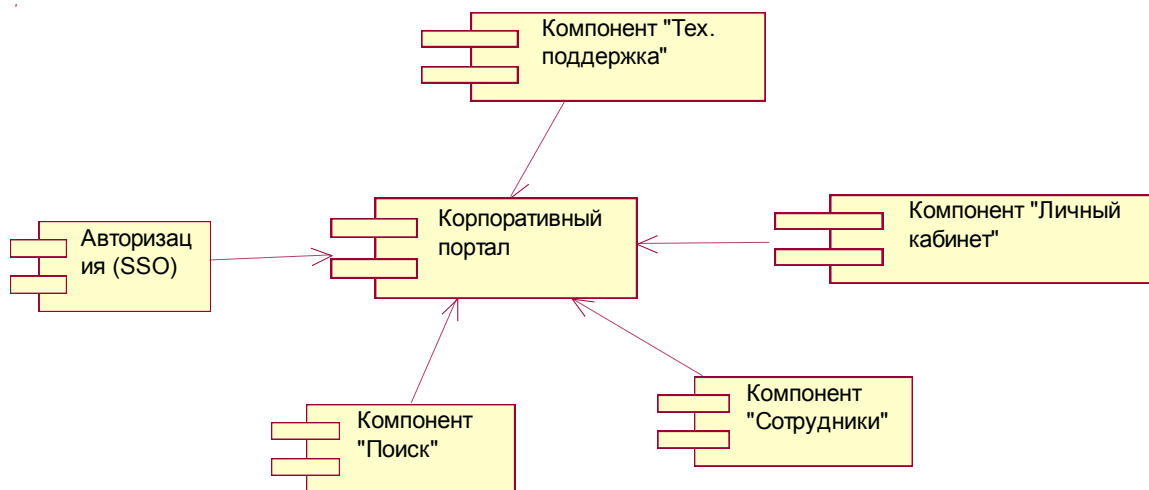 Компонент "Тех.
поддержка"
Корпоративный
портал
Компонент "Личный
кабинет"
Авторизац
ия (SSO)
Компонент
"Поиск"
Компонент
"Сотрудники"